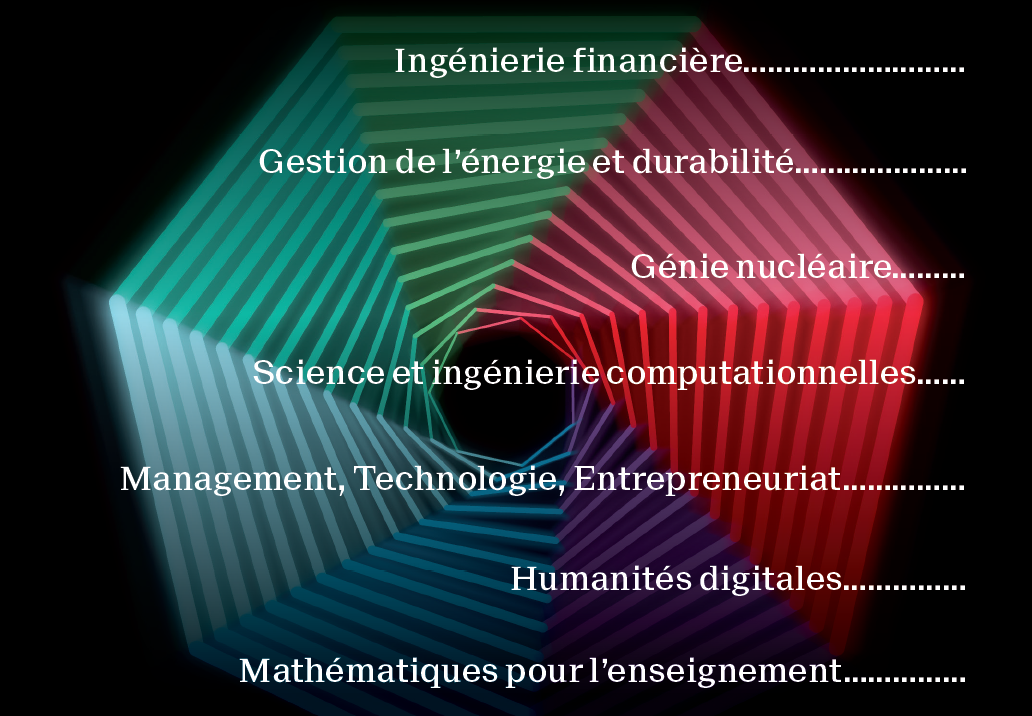 Ingénierie financière...........................
Gestion de l’énergie et durabilité.....................
Génie nucléaire.........
Science et ingénierie computationnelles......
Management, Technologie, Entrepreneuriat...............
Humanités digitales...............
Mathématiques pour l’enseignement...............